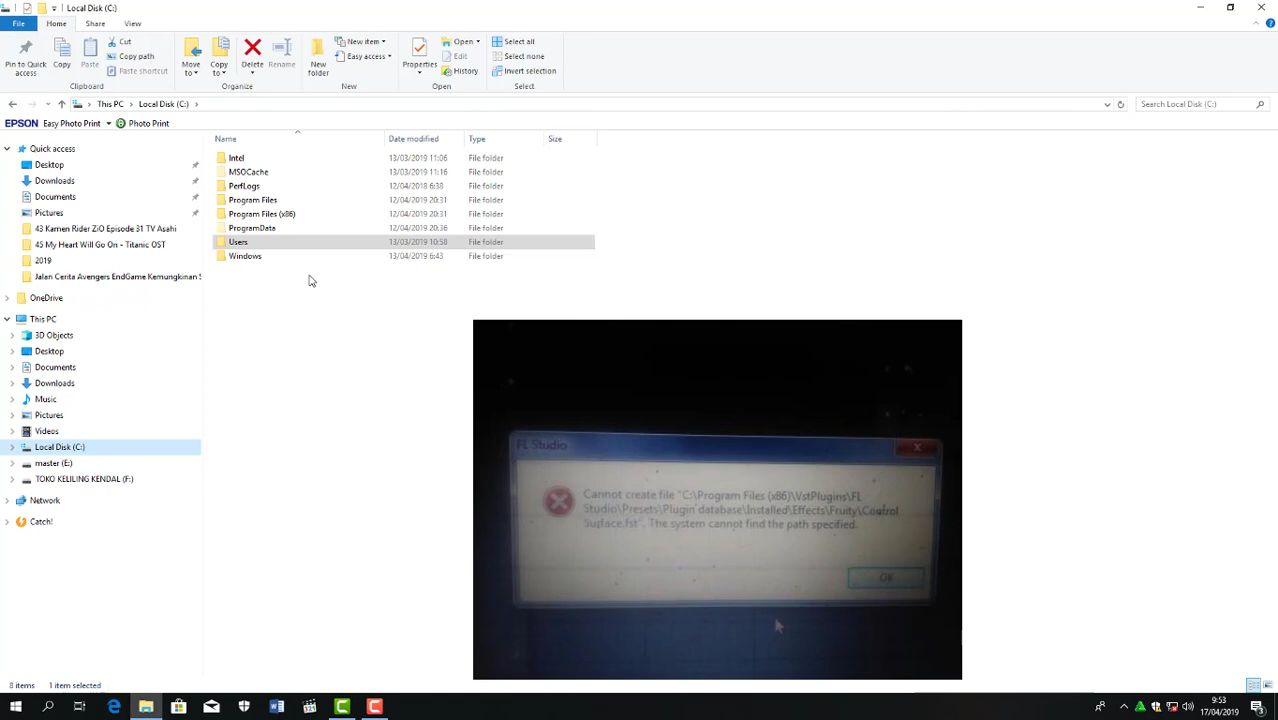 Local Disk (C:)
File Home Share View
Pin to Quick access
Copy
Paste
Cut
Copy path
Paste shortcut
Clipboard
Move to
Copy to
Delete
Rename
Organize
New folder
New item
Easy access
New
Properties
Open
Edit
History
Open
Select all
Select none
Invert selection
Select
This PC Local Disk (C:)
Search Local Disk (C:)
EPSON Easy Photo Print Photo Print
Quick access
Desktop
Downloads
Documents
Pictures
43 Kamen Rider ZiO Episode 31 TV Asahi
45 My Heart Will Go On - Titanic OST
2019
Jalan Cerita Avengers EndGame Kemungkinan S
OneDrive
This PC
3D Objects
Desktop
Documents
Downloads
Music
Pictures
Videos
Local Disk (C:)
master (E:)
TOKO KELILING KENDAL (F:)
Network
Catch!
Name Date modified Type Size
Intel 13/03/2019 11:06 File folder
MSOCache 13/03/2019 11:16 File folder
PerfLogs 12/04/2018 6:38 File folder
Program Files 12/04/2019 20:31 File folder
Program Files (x86) 12/04/2019 20:31 File folder
ProgramData 12/04/2019 20:36 File folder
Users 13/03/2019 10:58 File folder
Windows 13/04/2019 6:43 File folder
FL Studio
Cannot create file "C:\Program Files (x86)\VstPlugins\FL
Studio\Presets\Plugin database\Installed\Effects\Fruity\Control
Surface.fst". The system cannot find the path specified.
OK
8 items 1 item selected
9:53
17/04/2019